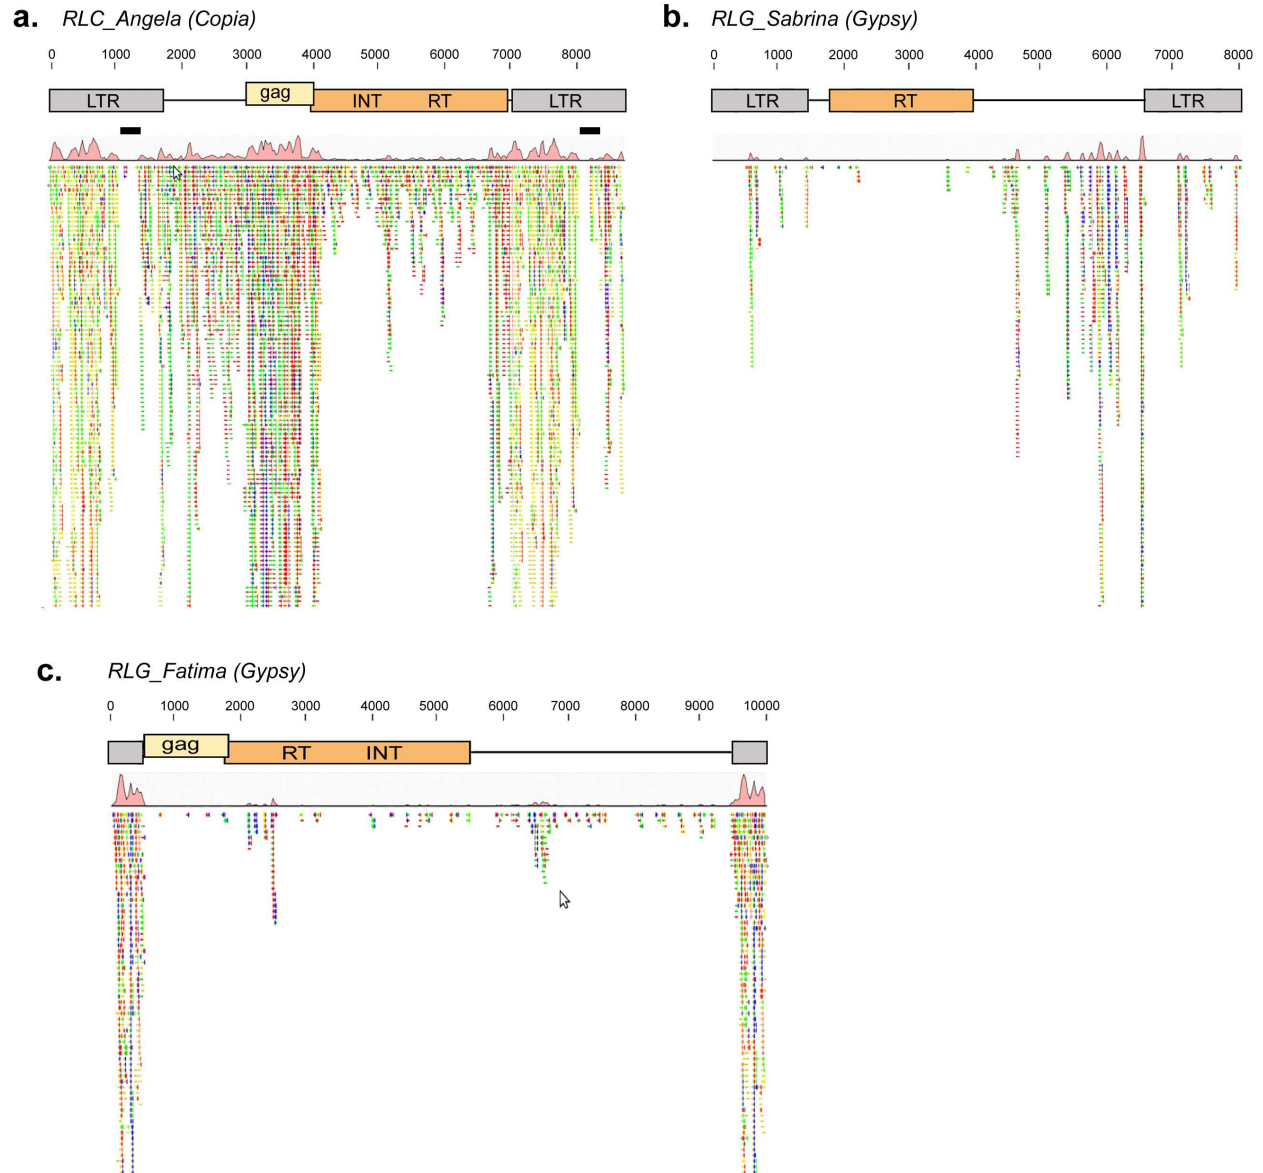 a. RLC_Angela (Copia)
0 1000 2000 3000 4000 5000 6000 7000 8000
LTR gag INT RT LTR
b. RLG_Sabrina (Gypsy)
0 1000 2000 3000 4000 5000 6000 7000 8000
LTR RT LTR
c. RLG_Fatima (Gypsy)
0 1000 2000 3000 4000 5000 6000 7000 8000 9000 10000
gag RT INT